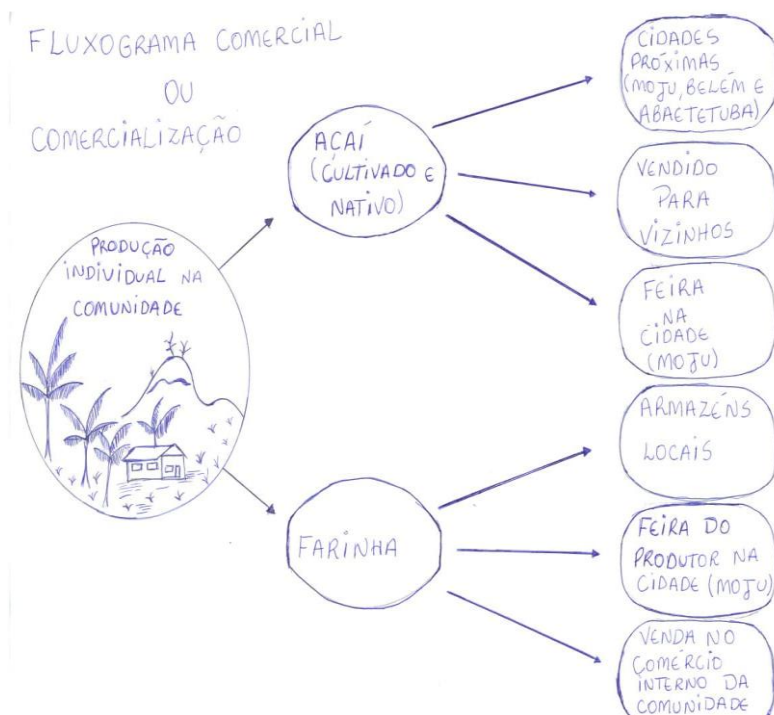 FLUXOGRAMA COMERCIAL
OU
COMERCIALIZAÇÃO
PRODUÇÃO
INDIVIDUAL NA
COMUNIDADE
AÇAÍ
(CULTIVADO E
NATIVO)
CIDADES
PRÓXIMAS
(MOJU, BELÉM E
ABAETETUBA)
VENDIDO
PARA
VIZINHOS
FEIRA
NA
CIDADE
(MOJU)
FARINHA
ARMAZÉNS
LOCAIS
FEIRA DO
PRODUTOR NA
CIDADE (MOJU)
VENDA NO
COMÉRCIO
INTERNO DA
COMUNIDADE